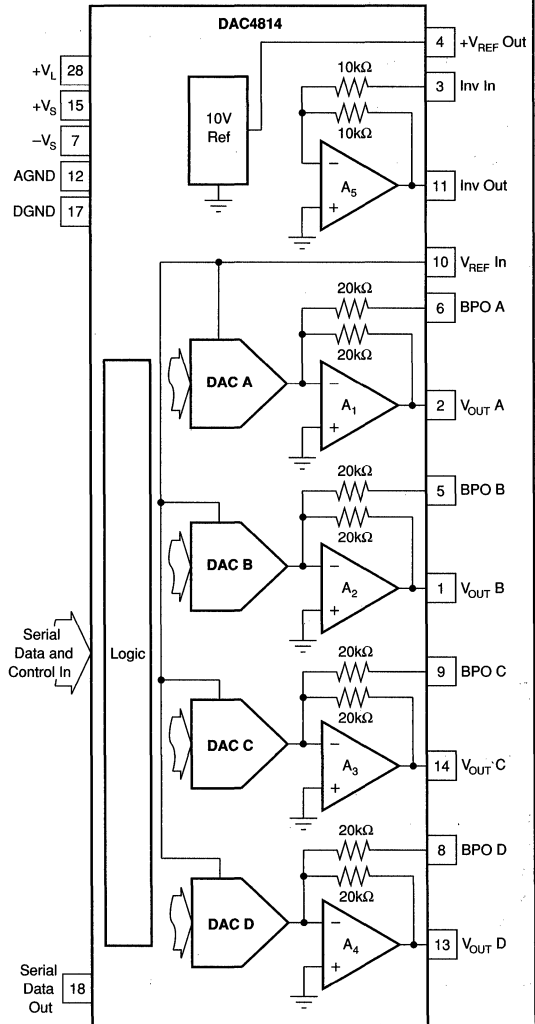 DAC4814
4 +VREF Out
+VL 28
10kΩ
3 Inv In
+VS 15
10V
Ref
10kΩ
–VS 7
AGND 12
–
A5
+
11 Inv Out
DGND 17
10 VREF In
20kΩ
6 BPO A
20kΩ
DAC A
–
A1
+
2 VOUT A
20kΩ
5 BPO B
20kΩ
DAC B
–
A2
+
1 VOUT B
Serial
Data and
Control In
Logic
20kΩ
9 BPO C
20kΩ
DAC C
–
A3
+
14 VOUT C
20kΩ
8 BPO D
20kΩ
DAC D
–
A4
+
13 VOUT D
Serial
Data
Out
18